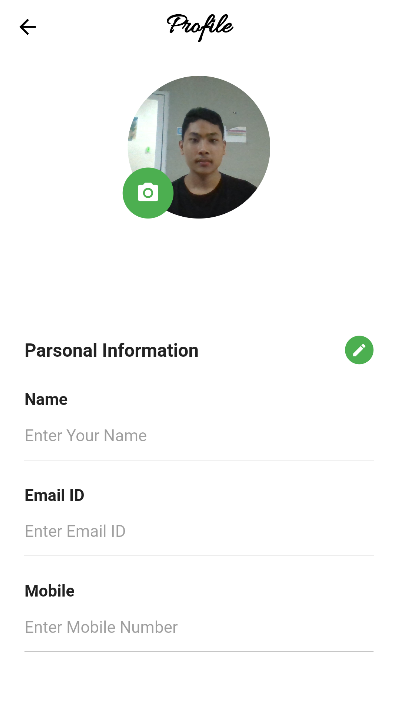 Profile
Parsonal Information
Name
Enter Your Name
Email ID
Enter Email ID
Mobile
Enter Mobile Number